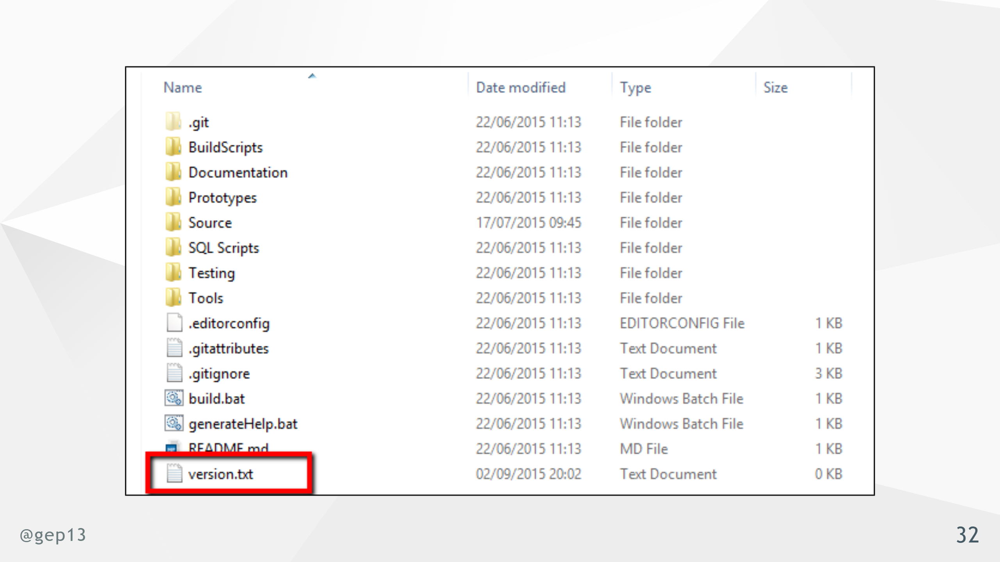 Name Date modified Type Size
.git 22/06/2015 11:13 File folder
BuildScripts 22/06/2015 11:13 File folder
Documentation 22/06/2015 11:13 File folder
Prototypes 22/06/2015 11:13 File folder
Source 17/07/2015 09:45 File folder
SQL Scripts 22/06/2015 11:13 File folder
Testing 22/06/2015 11:13 File folder
Tools 22/06/2015 11:13 File folder
.editorconfig 22/06/2015 11:13 EDITORCONFIG File 1 KB
.gitattributes 22/06/2015 11:13 Text Document 1 KB
.gitignore 22/06/2015 11:13 Text Document 3 KB
build.bat 22/06/2015 11:13 Windows Batch File 1 KB
generateHelp.bat 22/06/2015 11:13 Windows Batch File 1 KB
README.md 22/06/2015 11:13 MD File 1 KB
version.txt 02/09/2015 20:02 Text Document 0 KB
@gep13 32